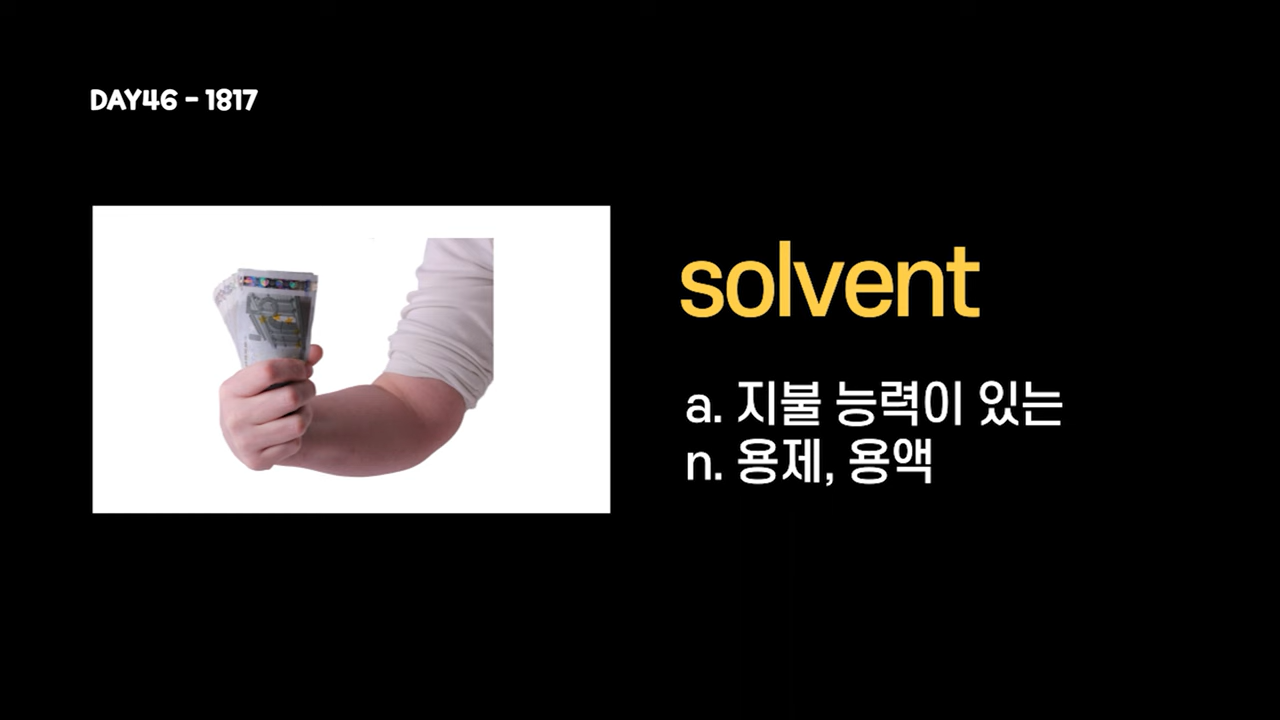 DAY46 - 1817
solvent
a. 지불 능력이 있는
n. 용제, 용액